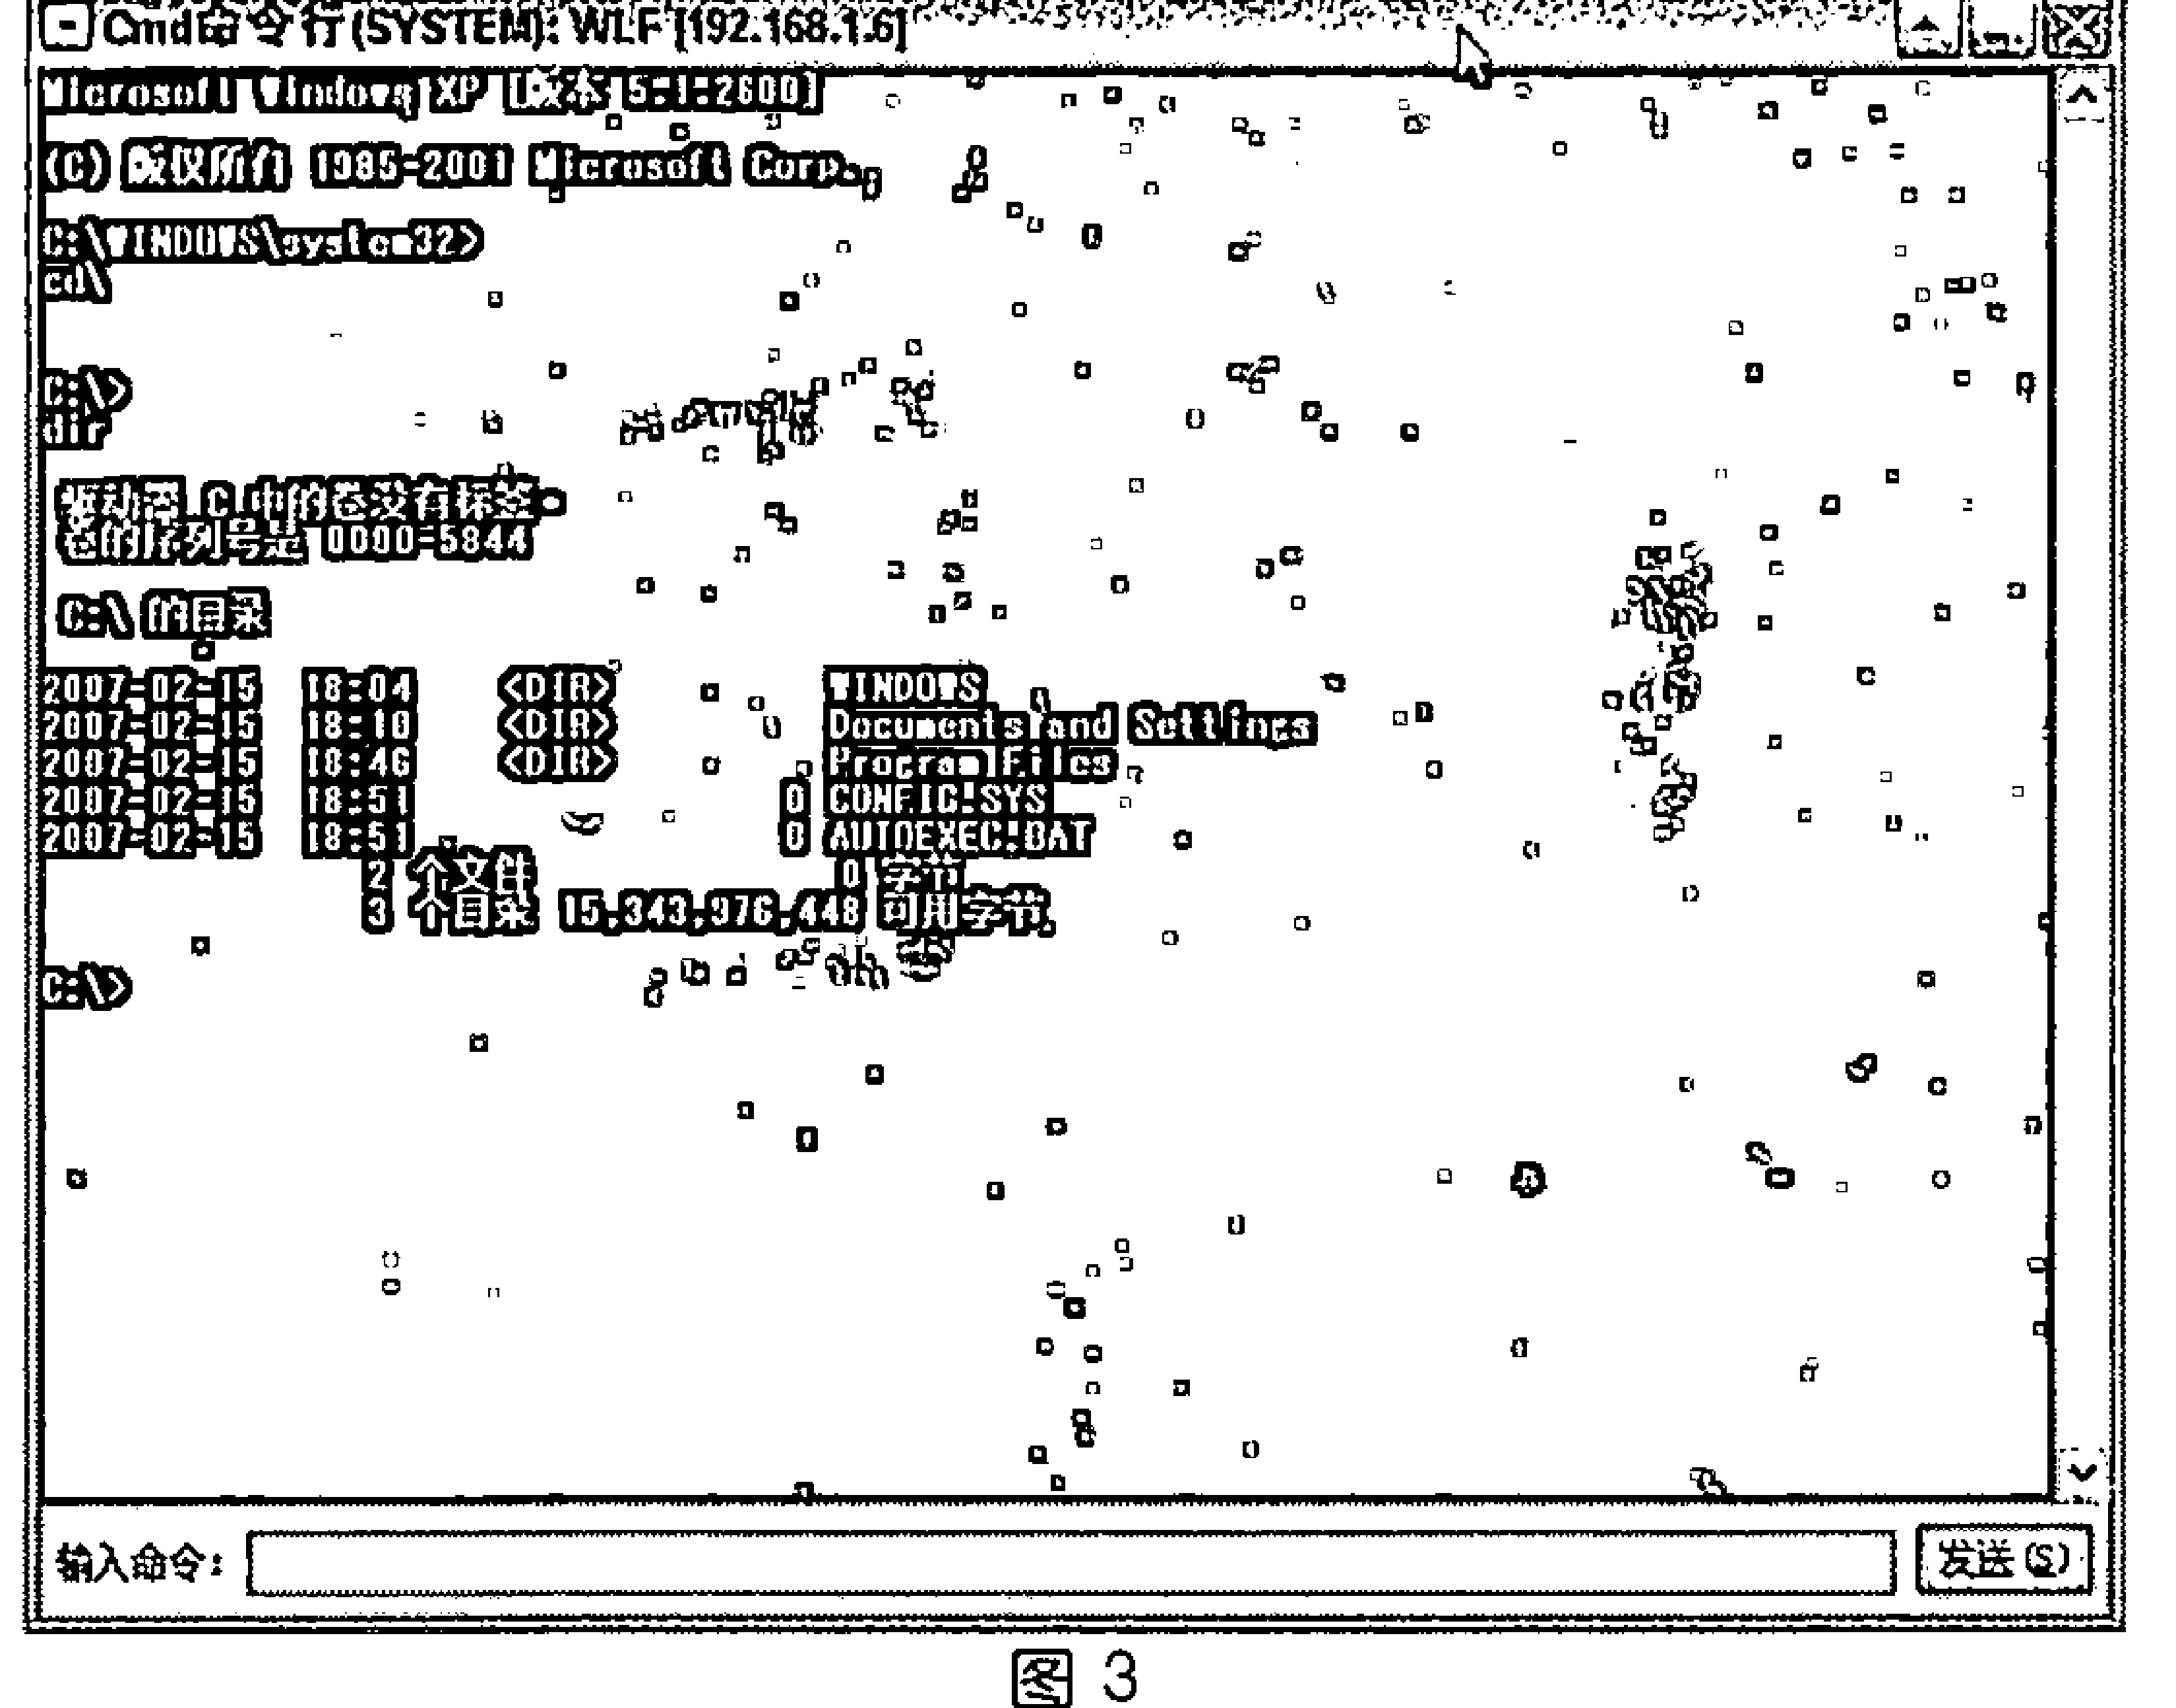 Cmd命令行(SYSTEM): WLF [192.168.1.6]
Microsoft Windows XP [版本 5.1.2600]
(C) 版权所有 1985-2001 Microsoft Corp.
C:\WINDOWS\system32>
cd\
C:\>
dir
驱动器 C 中的卷没有标签。
卷的序列号是 0000-5844
C:\ 的目录
2007-02-15 18:04 <DIR> WINDOWS
2007-02-15 18:10 <DIR> Documents and Settings
2007-02-15 18:46 <DIR> Program Files
2007-02-15 18:51 0 CONFIG.SYS
2007-02-15 18:51 0 AUTOEXEC.BAT
2 个文件 0 字节
3 个目录 15,343,976,448 可用字节
C:\>
输入命令:
发送(S)
图 3